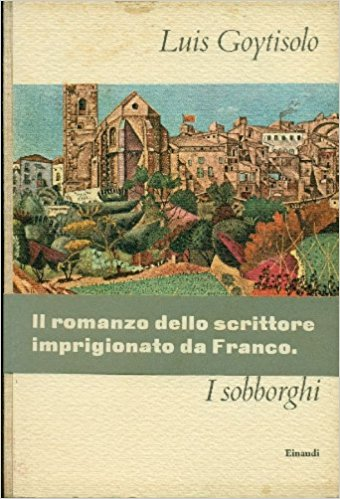 Luis Goytisolo
Il romanzo dello scrittore
imprigionato da Franco.
I sobborghi
Einaudi